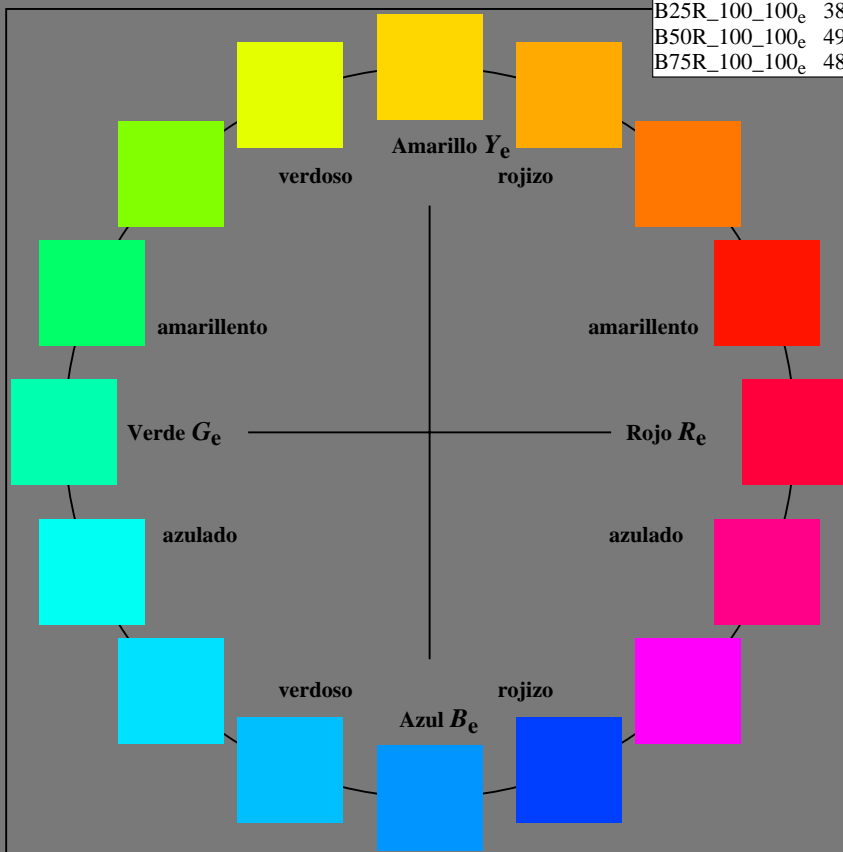 B25R_100_100e 38
B50R_100_100e 49
B75R_100_100e 48
Amarillo Ye
verdoso rojizo
amarillento amarillento
Verde Ge Rojo Re
azulado azulado
verdoso rojizo
Azul Be